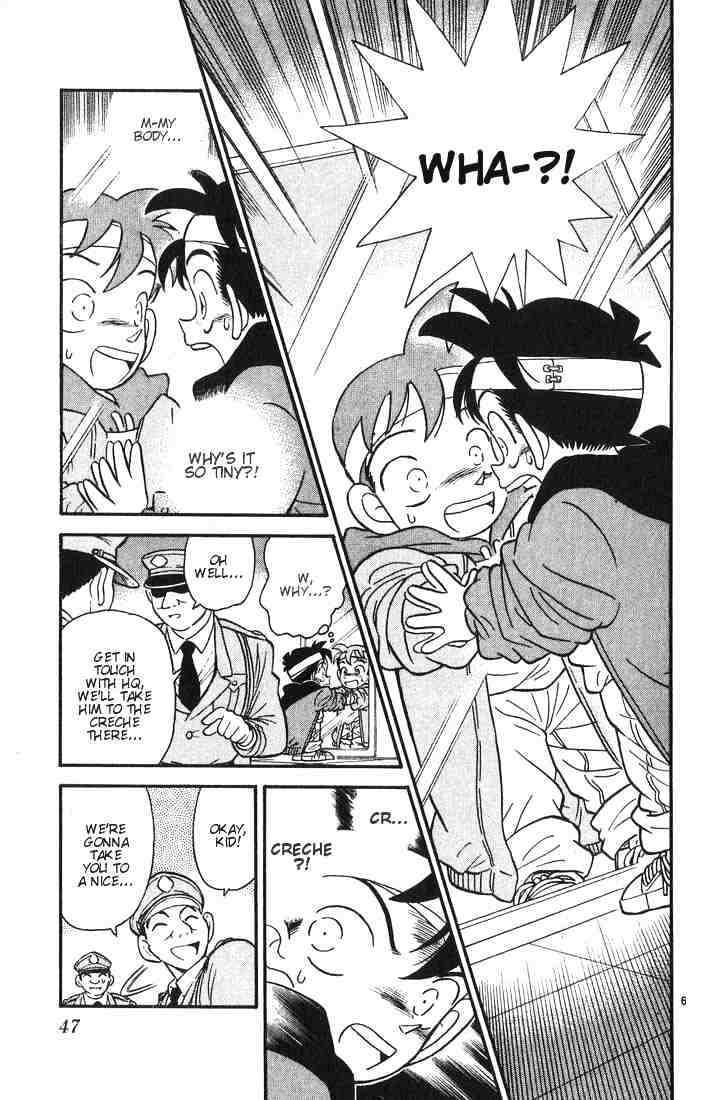 WHA-?!
M-MY
BODY...
WHY'S IT
SO TINY?!
W,
WHY...?
OH
WELL...
GET IN
TOUCH
WITH HQ,
WE'LL TAKE
HIM TO THE
CRECHE
THERE...
CR...
CRECHE
?!
OKAY,
KID!
WE'RE
GONNA
TAKE
YOU TO
A NICE...
6
47